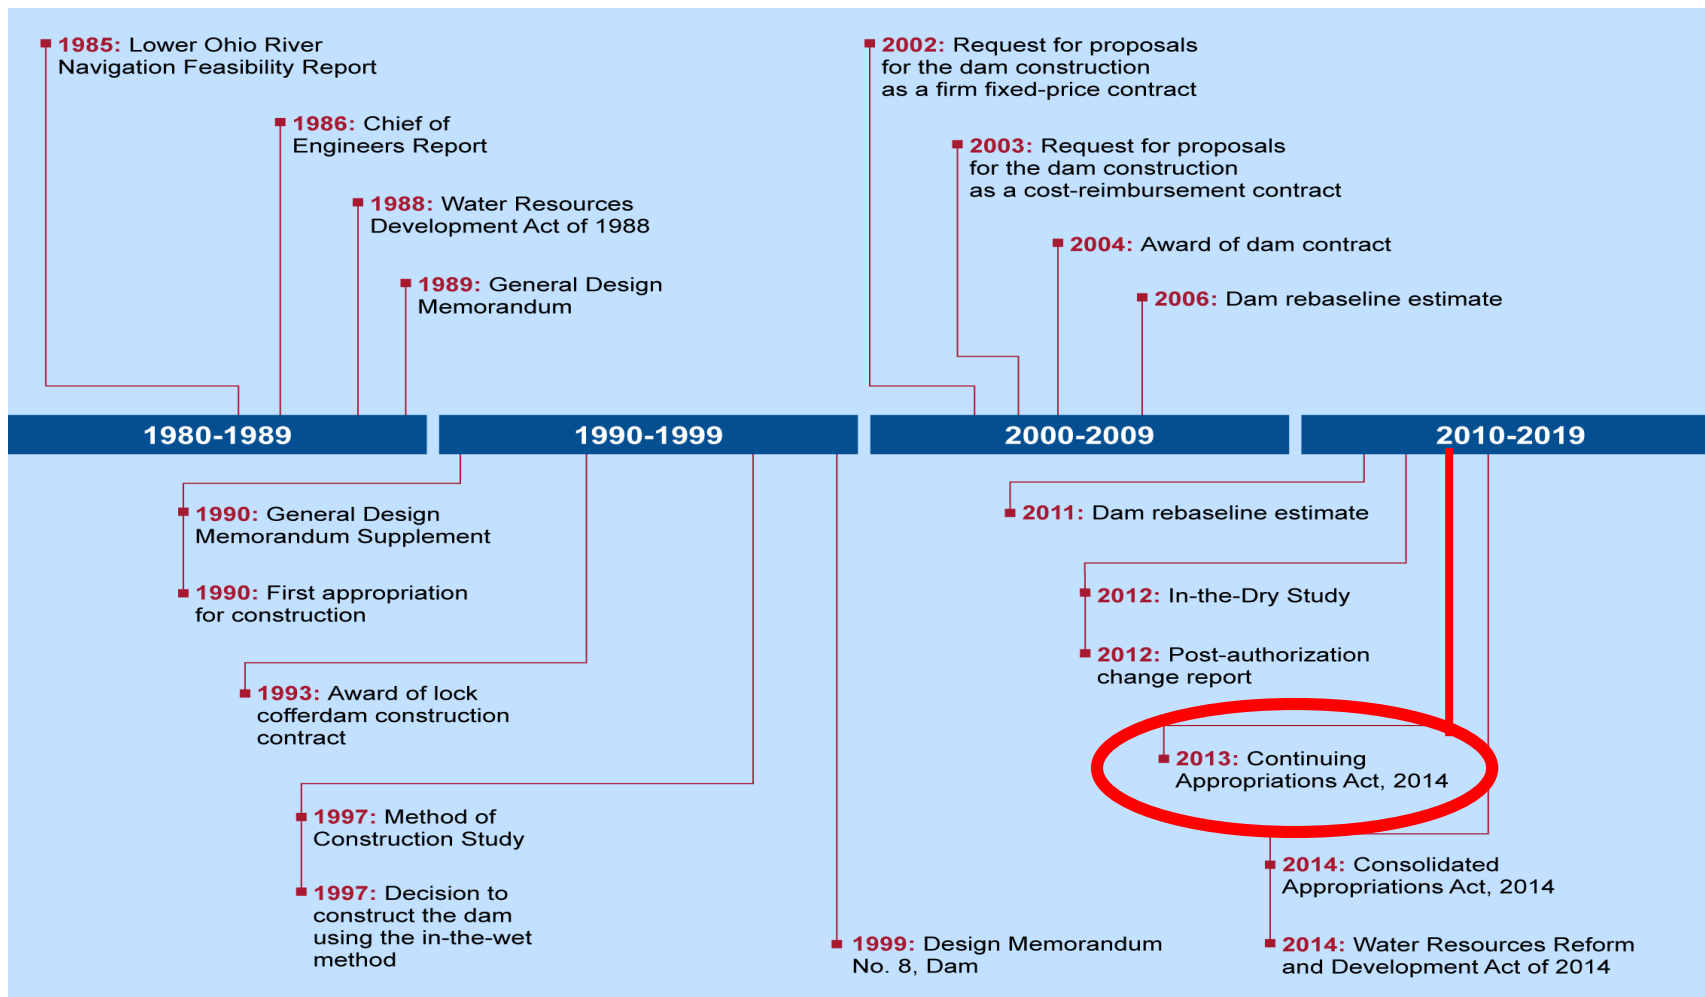 1985: Lower Ohio River
Navigation Feasibility Report
1986: Chief of
Engineers Report
1988: Water Resources
Development Act of 1988
1989: General Design
Memorandum
2002: Request for proposals
for the dam construction
as a firm fixed-price contract
2003: Request for proposals
for the dam construction
as a cost-reimbursement contract
2004: Award of dam contract
2006: Dam rebaseline estimate
1980-1989
1990-1999
2000-2009
2010-2019
1990: General Design
Memorandum Supplement
1990: First appropriation
for construction
1993: Award of lock
cofferdam construction
contract
1997: Method of
Construction Study
1997: Decision to
construct the dam
using the in-the-wet
method
1999: Design Memorandum
No. 8, Dam
2011: Dam rebaseline estimate
2012: In-the-Dry Study
2012: Post-authorization
change report
2013: Continuing
Appropriations Act, 2014
2014: Consolidated
Appropriations Act, 2014
2014: Water Resources Reform
and Development Act of 2014